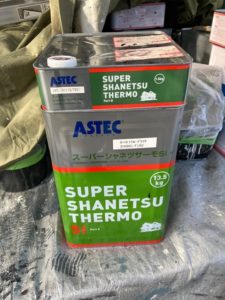 ASTEC
SUPER
SHANETSU
THERMO
ASTEC
スーパーシャネツサーモSi
13.5
kg
SUPER
SHANETSU
THERMO
Si